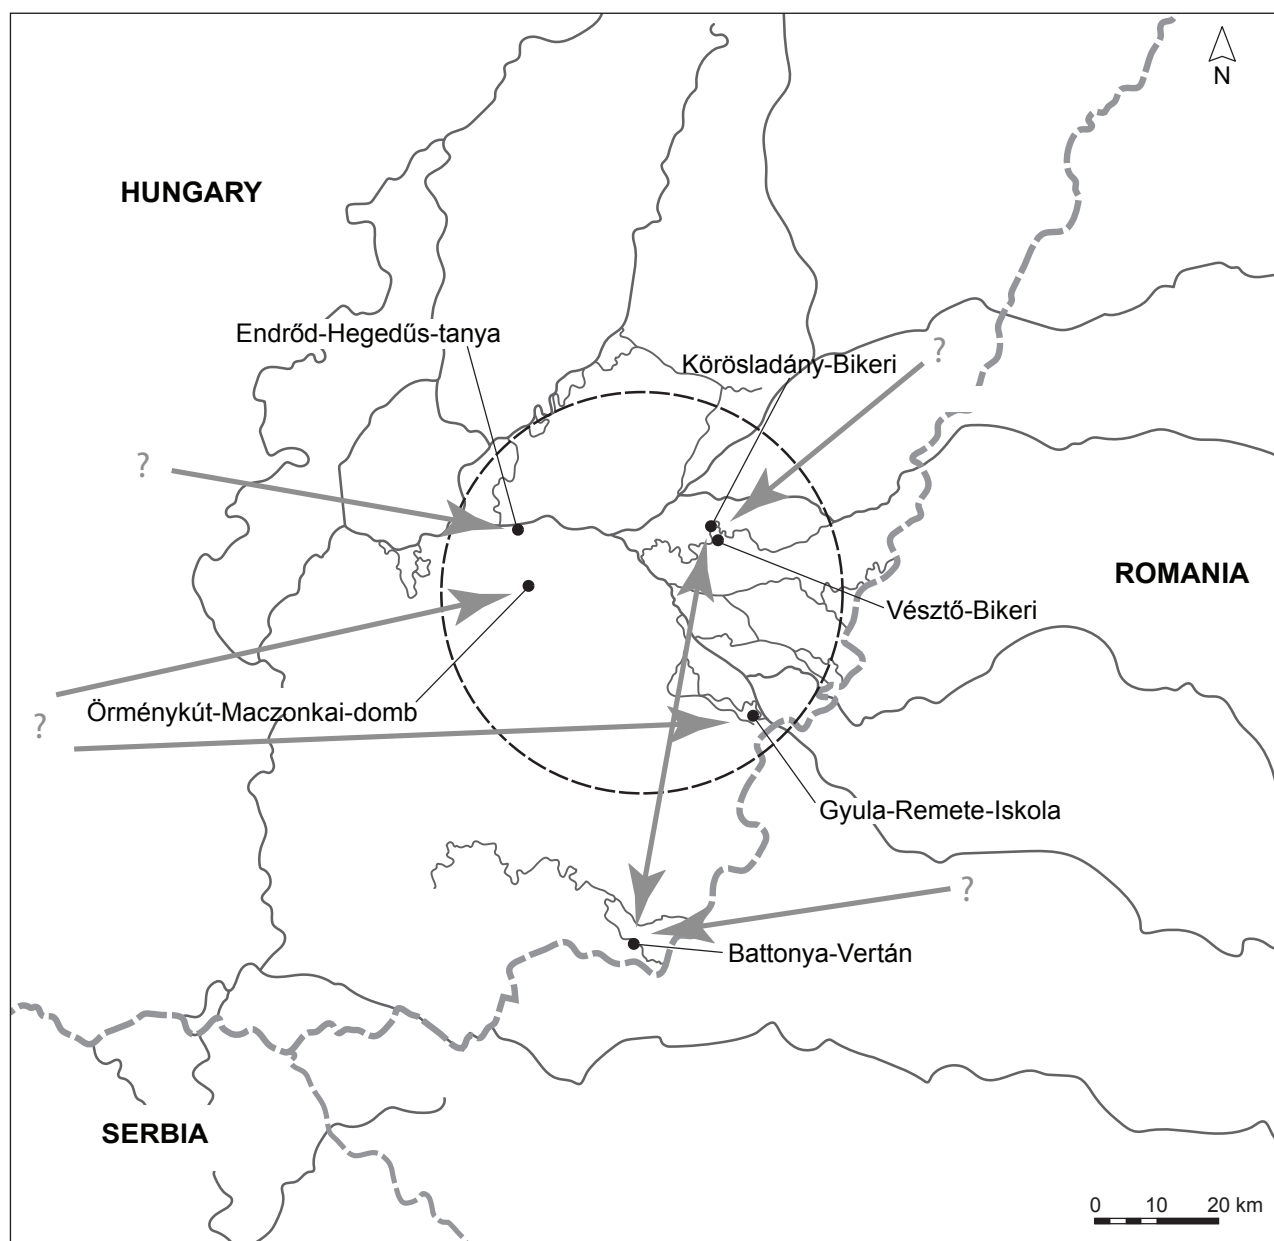 N
HUNGARY
Endrőd-Hegedűs-tanya
Körösladány-Bikeri
?
?
ROMANIA
Vésztő-Bikeri
Örménykút-Maczonkai-domb
?
Gyula-Remete-Iskola
?
Battonya-Vertán
SERBIA
0 10 20 km